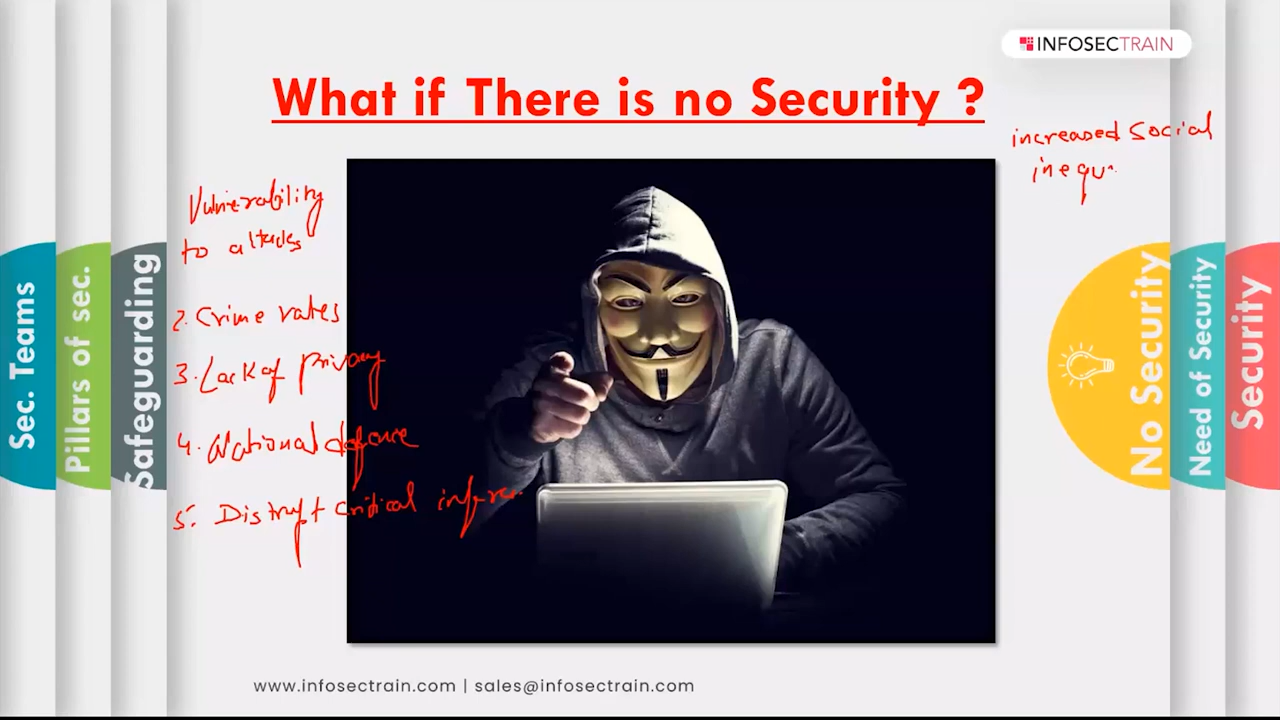 INFOSECTRAIN
What if There is no Security ?
increased Social
inequ
Vulnerability
to attacks
2. Crime rates
3. Lack of privacy
4. National defence
5. Disrupt critical infra
Sec. Teams
Pillars of sec.
Safeguarding
No Security
Need of Security
Security
www.infosectrain.com | sales@infosectrain.com